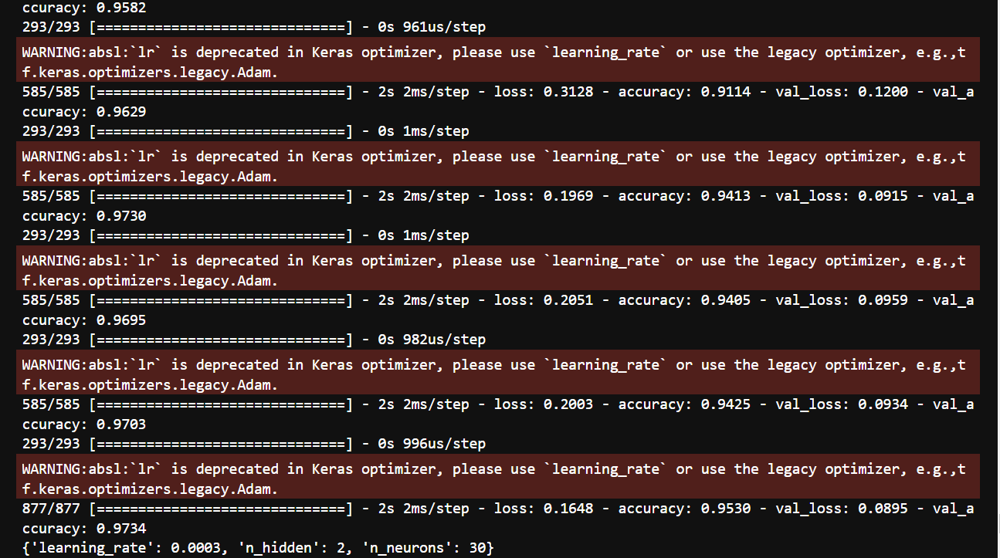 ccuracy: 0.9582
293/293 [==============================] - 0s 961us/step
WARNING:absl:`lr` is deprecated in Keras optimizer, please use `learning_rate` or use the legacy optimizer, e.g.,t
f.keras.optimizers.legacy.Adam.
585/585 [==============================] - 2s 2ms/step - loss: 0.3128 - accuracy: 0.9114 - val_loss: 0.1200 - val_a
ccuracy: 0.9629
293/293 [==============================] - 0s 1ms/step
WARNING:absl:`lr` is deprecated in Keras optimizer, please use `learning_rate` or use the legacy optimizer, e.g.,t
f.keras.optimizers.legacy.Adam.
585/585 [==============================] - 2s 2ms/step - loss: 0.1969 - accuracy: 0.9413 - val_loss: 0.0915 - val_a
ccuracy: 0.9730
293/293 [==============================] - 0s 1ms/step
WARNING:absl:`lr` is deprecated in Keras optimizer, please use `learning_rate` or use the legacy optimizer, e.g.,t
f.keras.optimizers.legacy.Adam.
585/585 [==============================] - 2s 2ms/step - loss: 0.2051 - accuracy: 0.9405 - val_loss: 0.0959 - val_a
ccuracy: 0.9695
293/293 [==============================] - 0s 982us/step
WARNING:absl:`lr` is deprecated in Keras optimizer, please use `learning_rate` or use the legacy optimizer, e.g.,t
f.keras.optimizers.legacy.Adam.
585/585 [==============================] - 2s 2ms/step - loss: 0.2003 - accuracy: 0.9425 - val_loss: 0.0934 - val_a
ccuracy: 0.9703
293/293 [==============================] - 0s 996us/step
WARNING:absl:`lr` is deprecated in Keras optimizer, please use `learning_rate` or use the legacy optimizer, e.g.,t
f.keras.optimizers.legacy.Adam.
877/877 [==============================] - 2s 2ms/step - loss: 0.1648 - accuracy: 0.9530 - val_loss: 0.0895 - val_a
ccuracy: 0.9734
{'learning_rate': 0.0003, 'n_hidden': 2, 'n_neurons': 30}